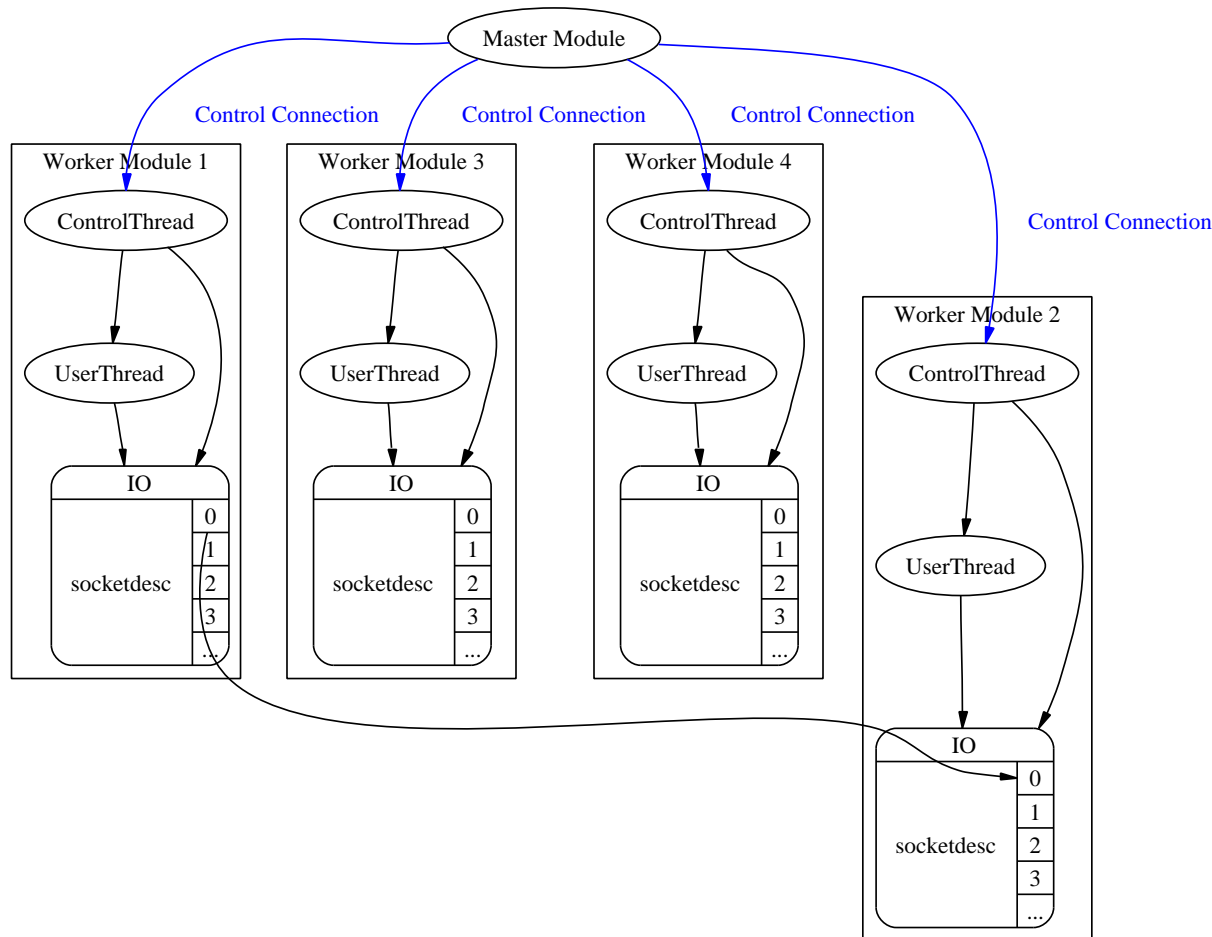 Master Module
Control Connection
Control Connection
Control Connection
Control Connection
Worker Module 1
ControlThread
UserThread
IO
socketdesc
0
1
2
3
...
Worker Module 3
ControlThread
UserThread
IO
socketdesc
0
1
2
3
...
Worker Module 4
ControlThread
UserThread
IO
socketdesc
0
1
2
3
...
Worker Module 2
ControlThread
UserThread
IO
socketdesc
0
1
2
3
...